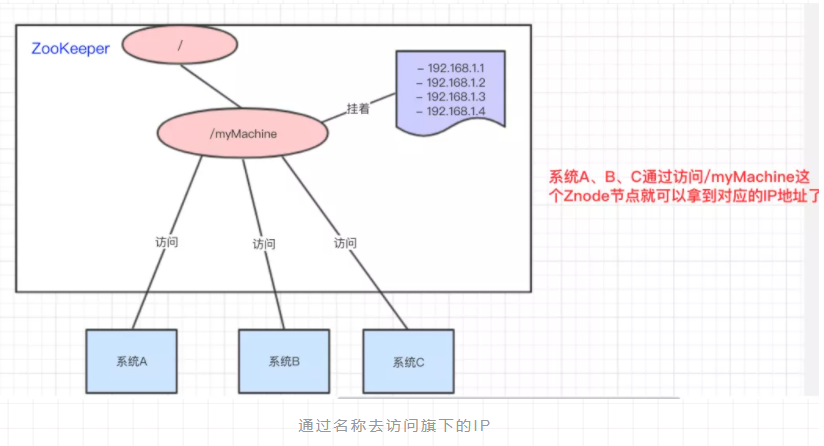 ZooKeeper
/
- 192.168.1.1
- 192.168.1.2
- 192.168.1.3
- 192.168.1.4
挂着
/myMachine
系统A、B、C通过访问/myMachine这
个Znode节点就可以拿到对应的IP地址了
访问
访问
访问
系统A
系统B
系统C
通过名称去访问旗下的IP